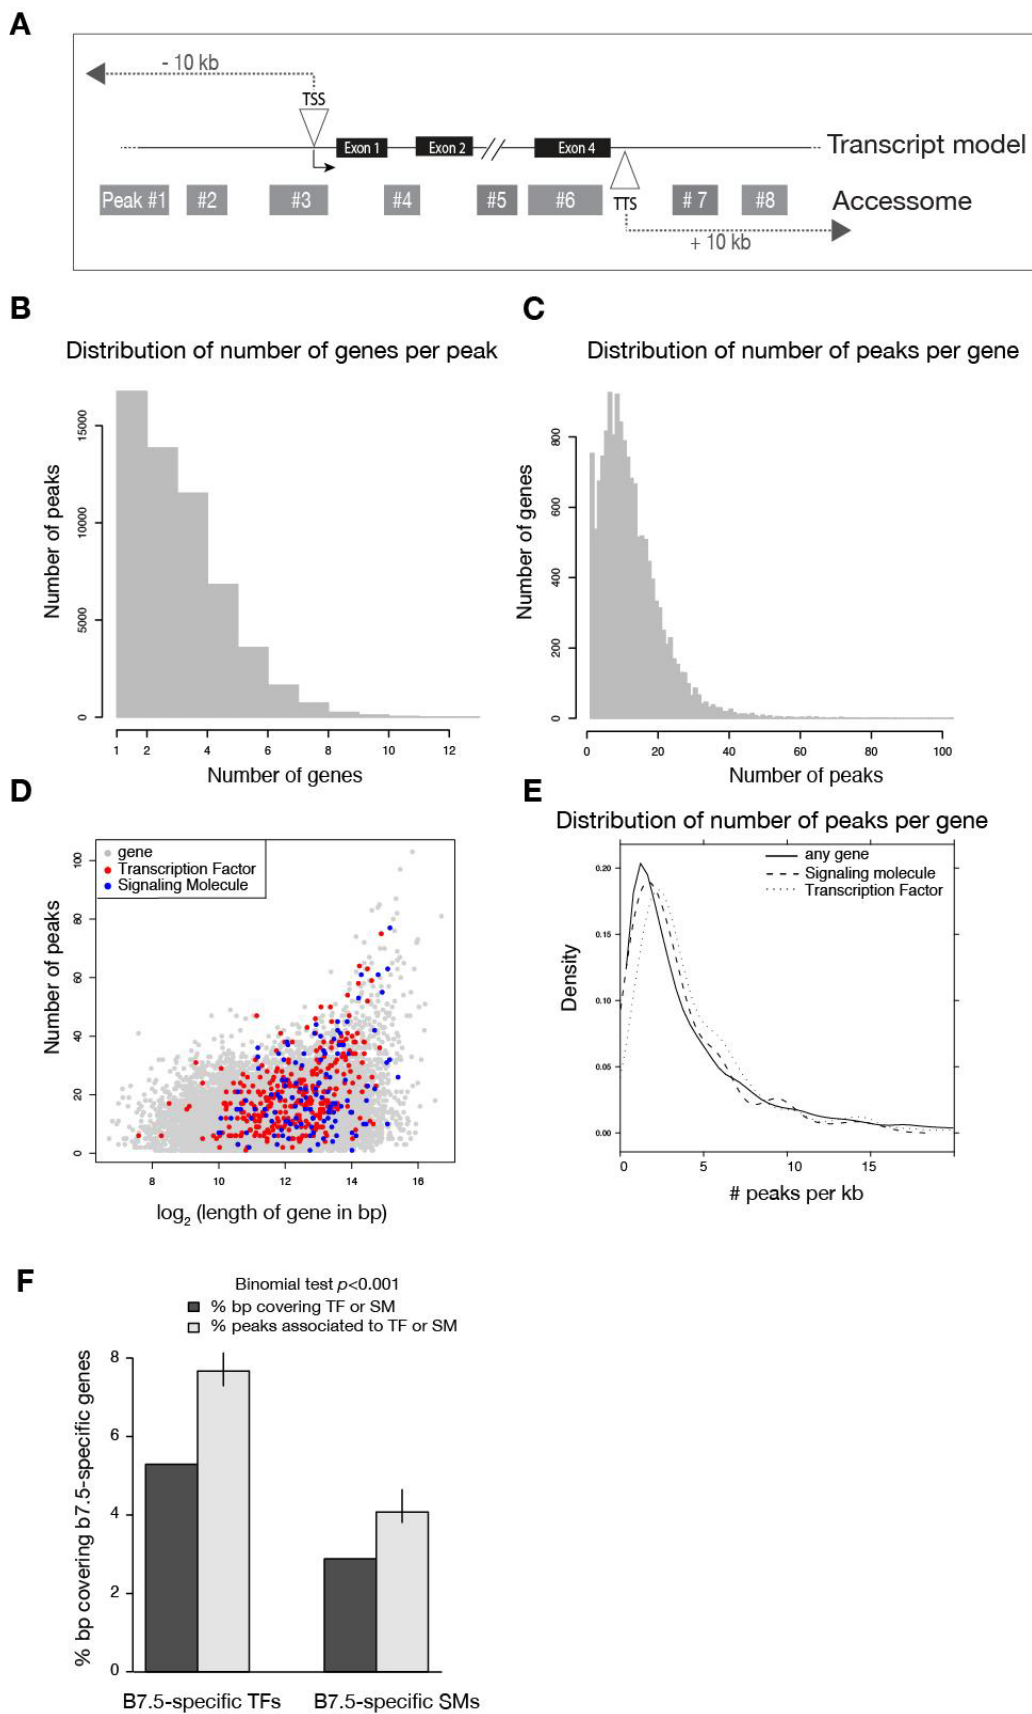 A
- 10 kb
TSS
Exon 1
Exon 2
Exon 4
Transcript model
Peak #1
#2
#3
#4
#5
#6
TTS
# 7
#8
Accessome
+ 10 kb
B
Distribution of number of genes per peak
Number of peaks
0
5000
10000
15000
1 2 4 6 8 10 12
Number of genes
C
Distribution of number of peaks per gene
Number of genes
0
200
400
600
800
0 20 40 60 80 100
Number of peaks
D
gene
Transcription Factor
Signaling Molecule
Number of peaks
0
20
40
60
80
100
8 10 12 14 16
log2 (length of gene in bp)
E
Distribution of number of peaks per gene
any gene
Signaling molecule
Transcription Factor
Density
0.20
0.15
0.10
0.05
0.00
0 5 10 15
# peaks per kb
F
Binomial test p<0.001
% bp covering TF or SM
% peaks associated to TF or SM
% bp covering b7.5-specific genes
8
6
4
2
0
B7.5-specific TFs
B7.5-specific SMs